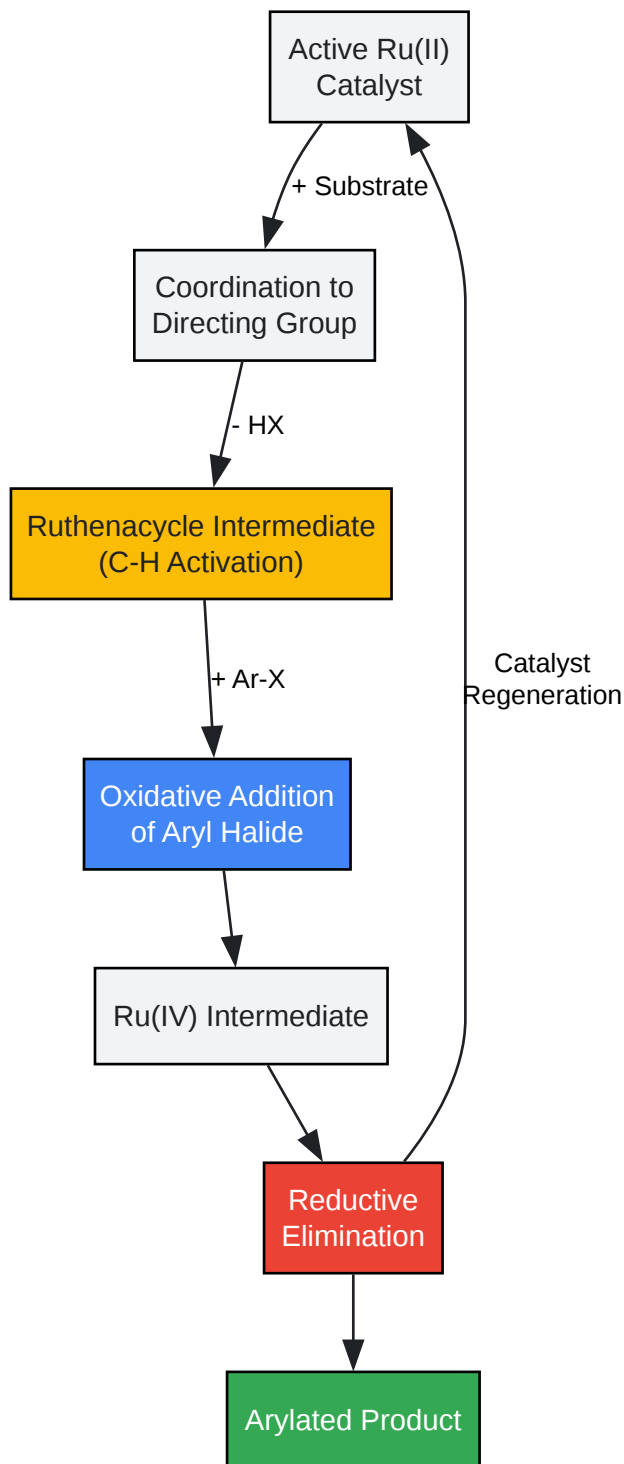 Active Ru(II)
Catalyst
+ Substrate
Coordination to
Directing Group
- HX
Ruthenacycle Intermediate
(C-H Activation)
+ Ar-X
Catalyst
Regeneration
Oxidative Addition
of Aryl Halide
Ru(IV) Intermediate
Reductive
Elimination
Arylated Product